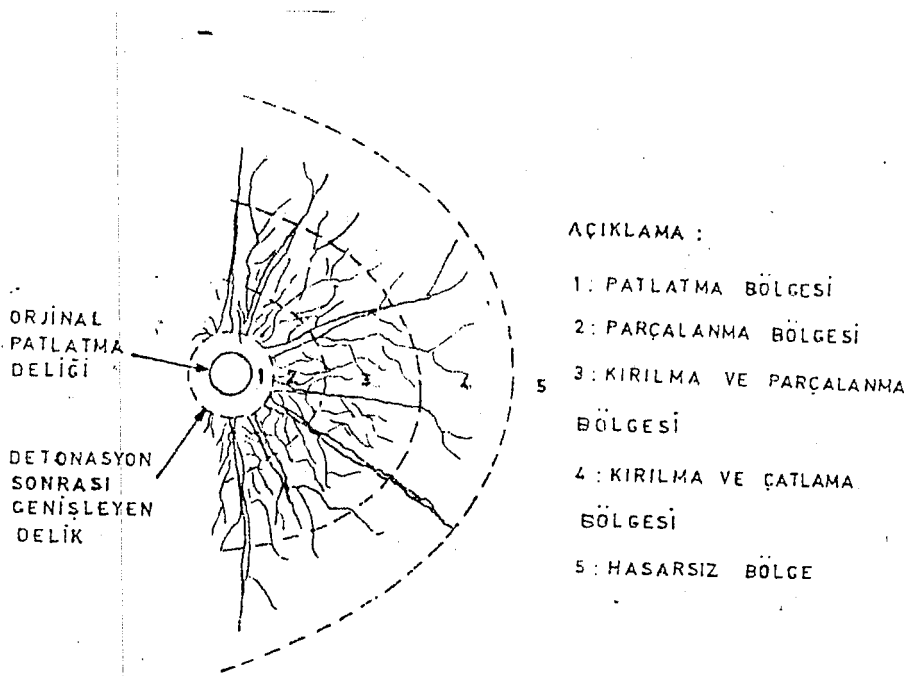 ORJİNAL
PATLATMA
DELİĞİ
DETONASYON
SONRASI
GENİŞLEYEN
DELİK
1
2
3
4
5
AÇIKLAMA :
1: PATLATMA BÖLGESİ
2: PARÇALANMA BÖLGESİ
3: KIRILMA VE PARÇALANMA
BÖLGESİ
4: KIRILMA VE ÇATLAMA
BÖLGESİ
5: HASARSIZ BÖLGE